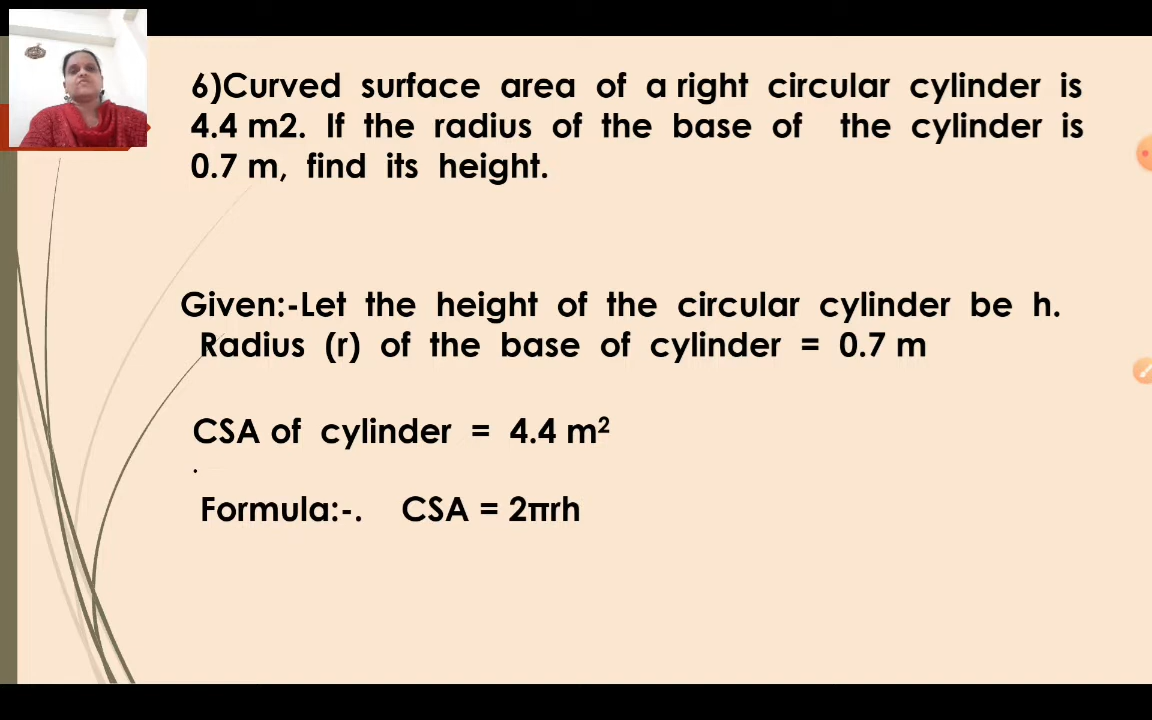 6)Curved surface area of a right circular cylinder is
4.4 m2. If the radius of the base of the cylinder is
0.7 m, find its height.
Given:-Let the height of the circular cylinder be h.
Radius (r) of the base of cylinder = 0.7 m
CSA of cylinder = 4.4 m²
.
Formula:-. CSA = 2πrh